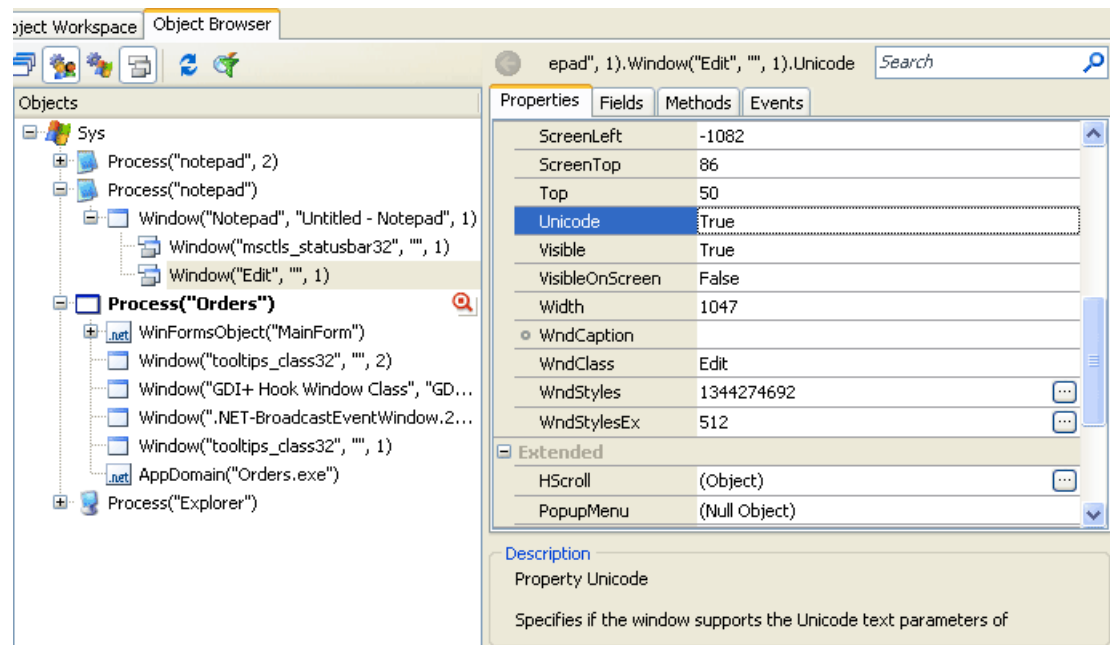 bject Workspace
Object Browser
Objects
Sys
Process("notepad", 2)
Process("notepad")
Window("Notepad", "Untitled - Notepad", 1)
Window("msctls_statusbar32", "", 1)
Window("Edit", "", 1)
Process("Orders")
.net WinFormsObject("MainForm")
Window("tooltips_class32", "", 2)
Window("GDI+ Hook Window Class", "GD...
Window(".NET-BroadcastEventWindow.2...
Window("tooltips_class32", "", 1)
.net AppDomain("Orders.exe")
Process("Explorer")
epad", 1).Window("Edit", "", 1).Unicode
Search
Properties Fields Methods Events
ScreenLeft -1082
ScreenTop 86
Top 50
Unicode True
Visible True
VisibleOnScreen False
Width 1047
WndCaption
WndClass Edit
WndStyles 1344274692 ...
WndStylesEx 512 ...
Extended
HScroll (Object) ...
PopupMenu (Null Object)
Description
Property Unicode
Specifies if the window supports the Unicode text parameters of